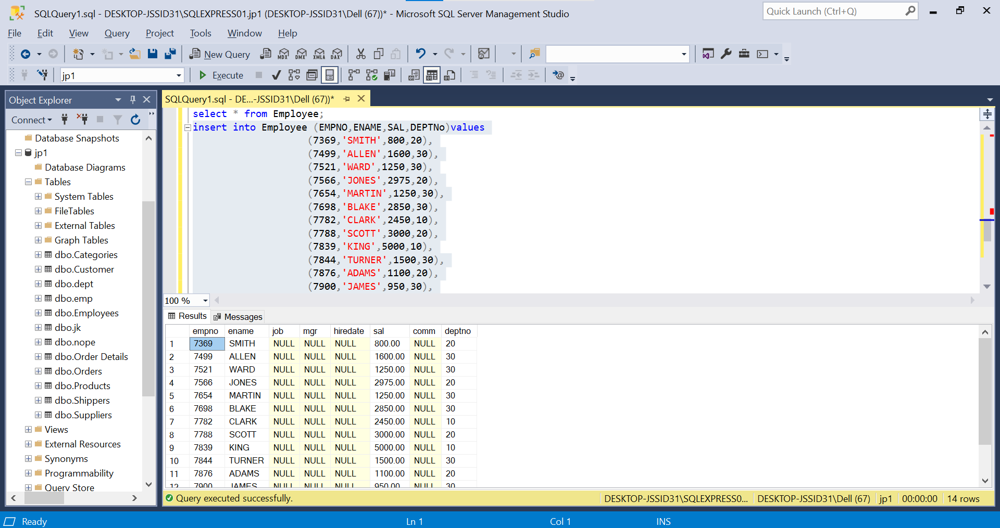 SQLQuery1.sql - DESKTOP-JSSID31\SQLEXPRESS01.jp1 (DESKTOP-JSSID31\Dell (67))* - Microsoft SQL Server Management Studio
Quick Launch (Ctrl+Q)
File Edit View Query Project Tools Window Help
New Query MDX DMX XMLA DAX
jp1 Execute
Object Explorer
Connect
Database Snapshots
jp1
Database Diagrams
Tables
System Tables
FileTables
External Tables
Graph Tables
dbo.Categories
dbo.Customer
dbo.dept
dbo.emp
dbo.Employees
dbo.jk
dbo.nope
dbo.Order Details
dbo.Orders
dbo.Products
dbo.Shippers
dbo.Suppliers
Views
External Resources
Synonyms
Programmability
Query Store
SQLQuery1.sql - DE...-JSSID31\Dell (67))*
select * from Employee;
insert into Employee (EMPNO,ENAME,SAL,DEPTNo)values
(7369,'SMITH',800,20),
(7499,'ALLEN',1600,30),
(7521,'WARD',1250,30),
(7566,'JONES',2975,20),
(7654,'MARTIN',1250,30),
(7698,'BLAKE',2850,30),
(7782,'CLARK',2450,10),
(7788,'SCOTT',3000,20),
(7839,'KING',5000,10),
(7844,'TURNER',1500,30),
(7876,'ADAMS',1100,20),
(7900,'JAMES',950,30),
100 %
Results Messages
empno ename job mgr hiredate sal comm deptno
1 7369 SMITH NULL NULL NULL 800.00 NULL 20
2 7499 ALLEN NULL NULL NULL 1600.00 NULL 30
3 7521 WARD NULL NULL NULL 1250.00 NULL 30
4 7566 JONES NULL NULL NULL 2975.00 NULL 20
5 7654 MARTIN NULL NULL NULL 1250.00 NULL 30
6 7698 BLAKE NULL NULL NULL 2850.00 NULL 30
7 7782 CLARK NULL NULL NULL 2450.00 NULL 10
8 7788 SCOTT NULL NULL NULL 3000.00 NULL 20
9 7839 KING NULL NULL NULL 5000.00 NULL 10
10 7844 TURNER NULL NULL NULL 1500.00 NULL 30
11 7876 ADAMS NULL NULL NULL 1100.00 NULL 20
12 7900 JAMES NULL NULL NULL 950.00 NULL 30
Query executed successfully. DESKTOP-JSSID31\SQLEXPRESS0... DESKTOP-JSSID31\Dell (67) jp1 00:00:00 14 rows
Ready Ln 1 Col 1 INS